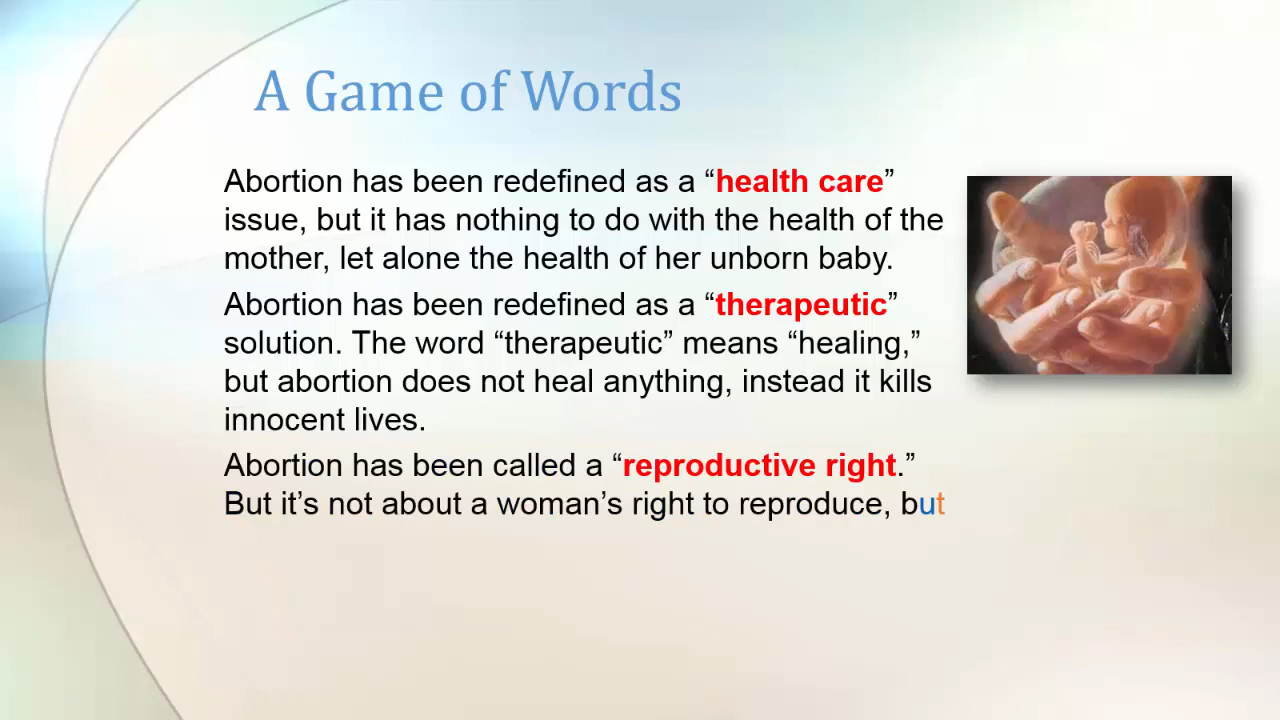 A Game of Words
Abortion has been redefined as a “health care”
issue, but it has nothing to do with the health of the
mother, let alone the health of her unborn baby.
Abortion has been redefined as a “therapeutic”
solution. The word “therapeutic” means “healing,”
but abortion does not heal anything, instead it kills
innocent lives.
Abortion has been called a “reproductive right.”
But it’s not about a woman’s right to reproduce, but